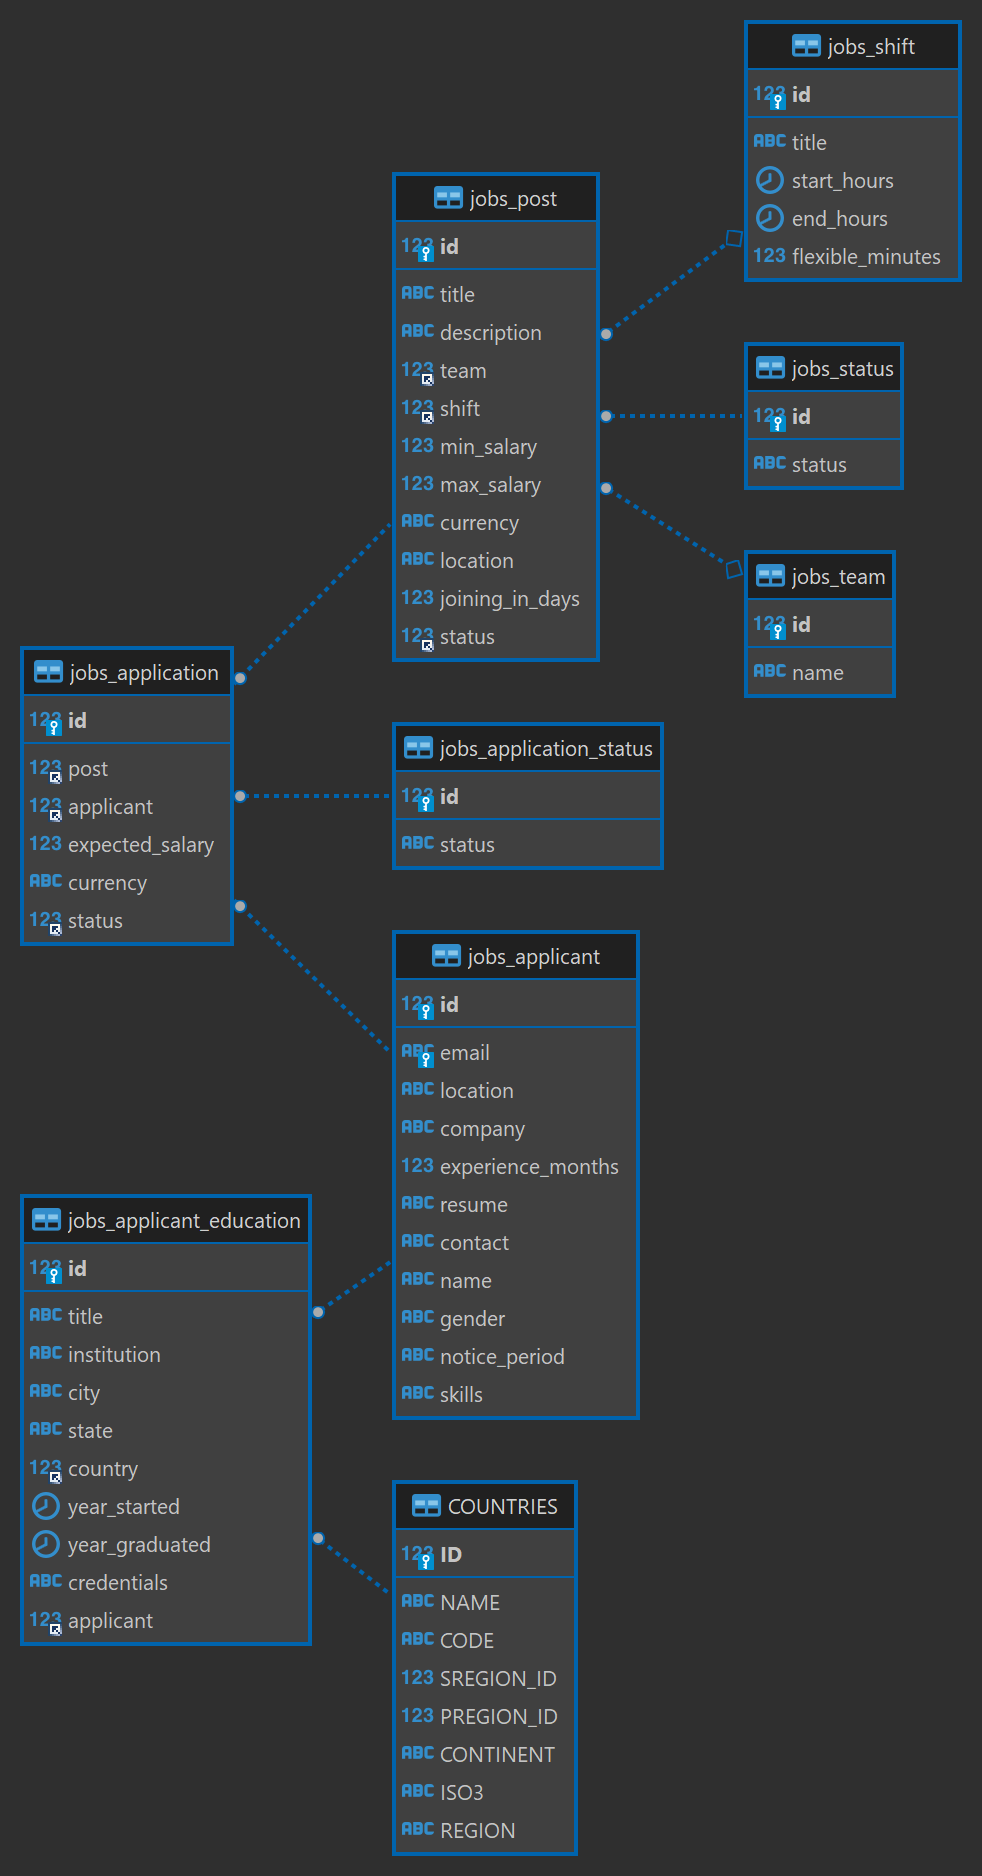 jobs_shift
123 id
ABC title
start_hours
end_hours
123 flexible_minutes
jobs_post
123 id
ABC title
ABC description
123 team
123 shift
123 min_salary
123 max_salary
ABC currency
ABC location
123 joining_in_days
123 status
jobs_status
123 id
ABC status
jobs_team
123 id
ABC name
jobs_application
123 id
123 post
123 applicant
123 expected_salary
ABC currency
123 status
jobs_application_status
123 id
ABC status
jobs_applicant
123 id
ABC email
ABC location
ABC company
123 experience_months
ABC resume
ABC contact
ABC name
ABC gender
ABC notice_period
ABC skills
jobs_applicant_education
123 id
ABC title
ABC institution
ABC city
ABC state
123 country
year_started
year_graduated
ABC credentials
123 applicant
COUNTRIES
123 ID
ABC NAME
ABC CODE
123 SREGION_ID
123 PREGION_ID
ABC CONTINENT
ABC ISO3
ABC REGION